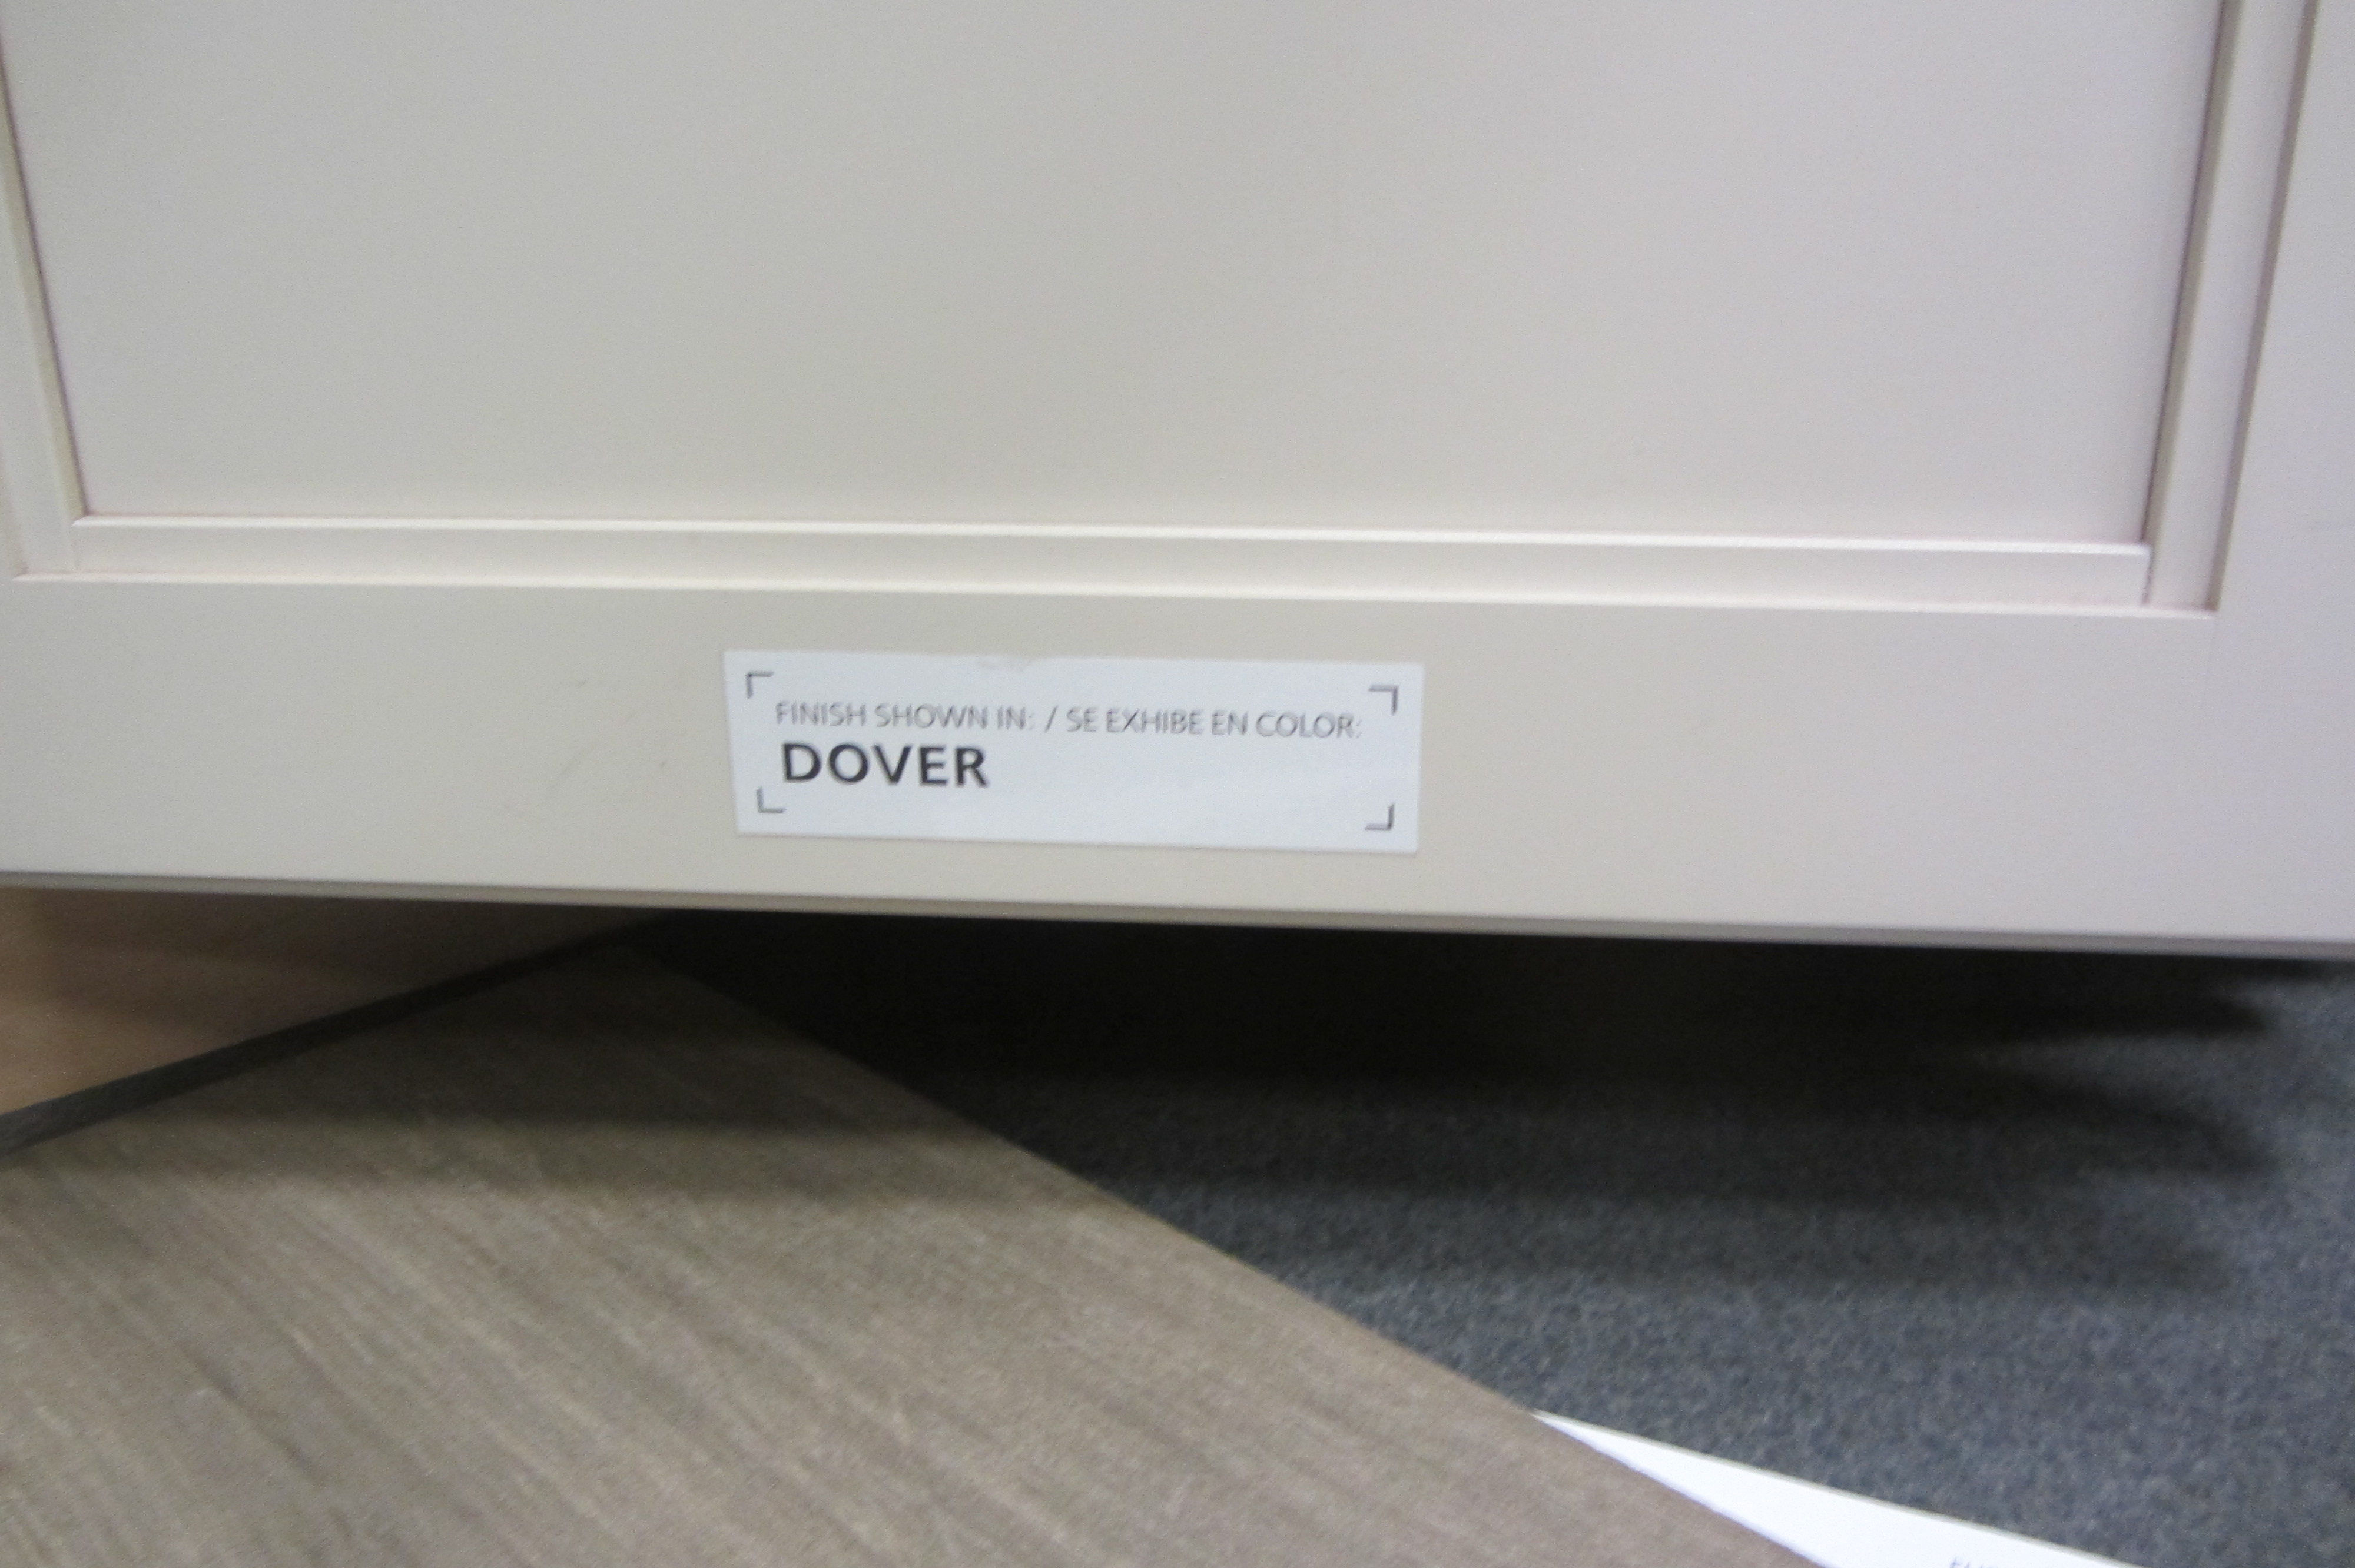 FINISH SHOWN IN: / SE EXHIBE EN COLOR:
DOVER